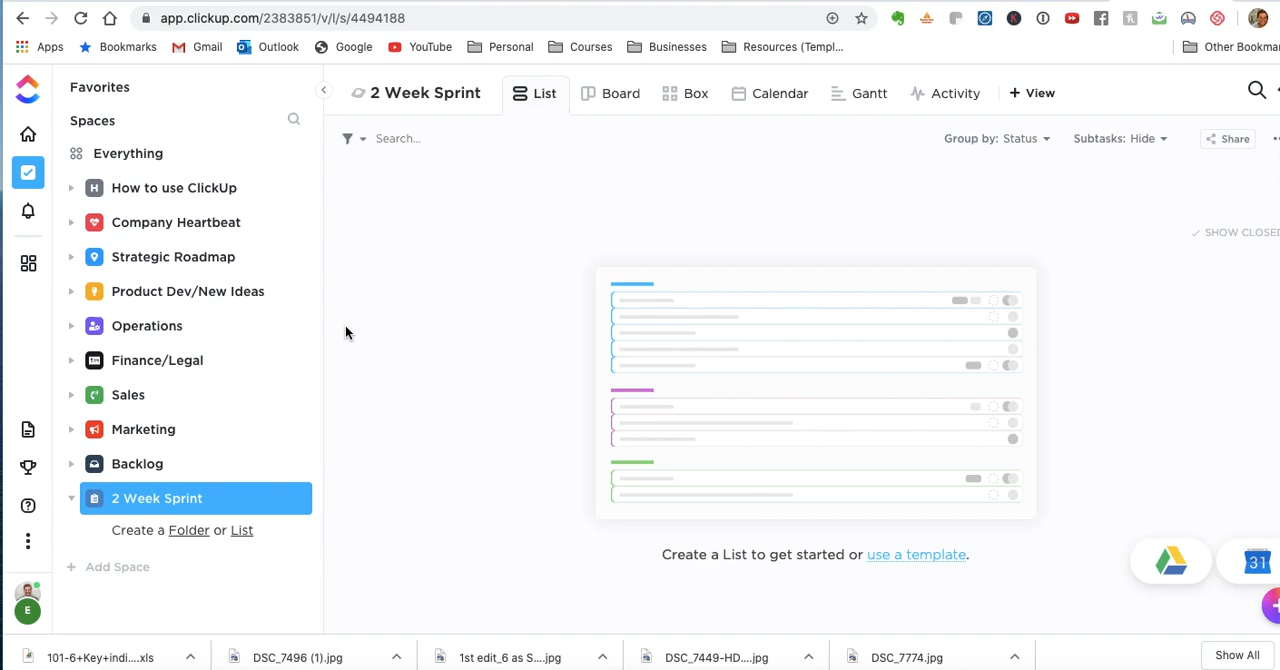 app.clickup.com/2383851/v/l/s/4494188
Apps Bookmarks Gmail Outlook Google YouTube Personal Courses Businesses Resources (Templ... Other Bookmar
Favorites
Spaces
Everything
H How to use ClickUp
Company Heartbeat
Strategic Roadmap
Product Dev/New Ideas
Operations
Finance/Legal
Sales
Marketing
Backlog
2 Week Sprint
Create a Folder or List
+ Add Space
E
2 Week Sprint List Board Box Calendar Gantt Activity + View
Search... Group by: Status Subtasks: Hide Share
SHOW CLOSED
Create a List to get started or use a template.
31
101-6+Key+indi....xls DSC_7496 (1).jpg 1st edit_6 as S....jpg DSC_7449-HD....jpg DSC_7774.jpg Show All